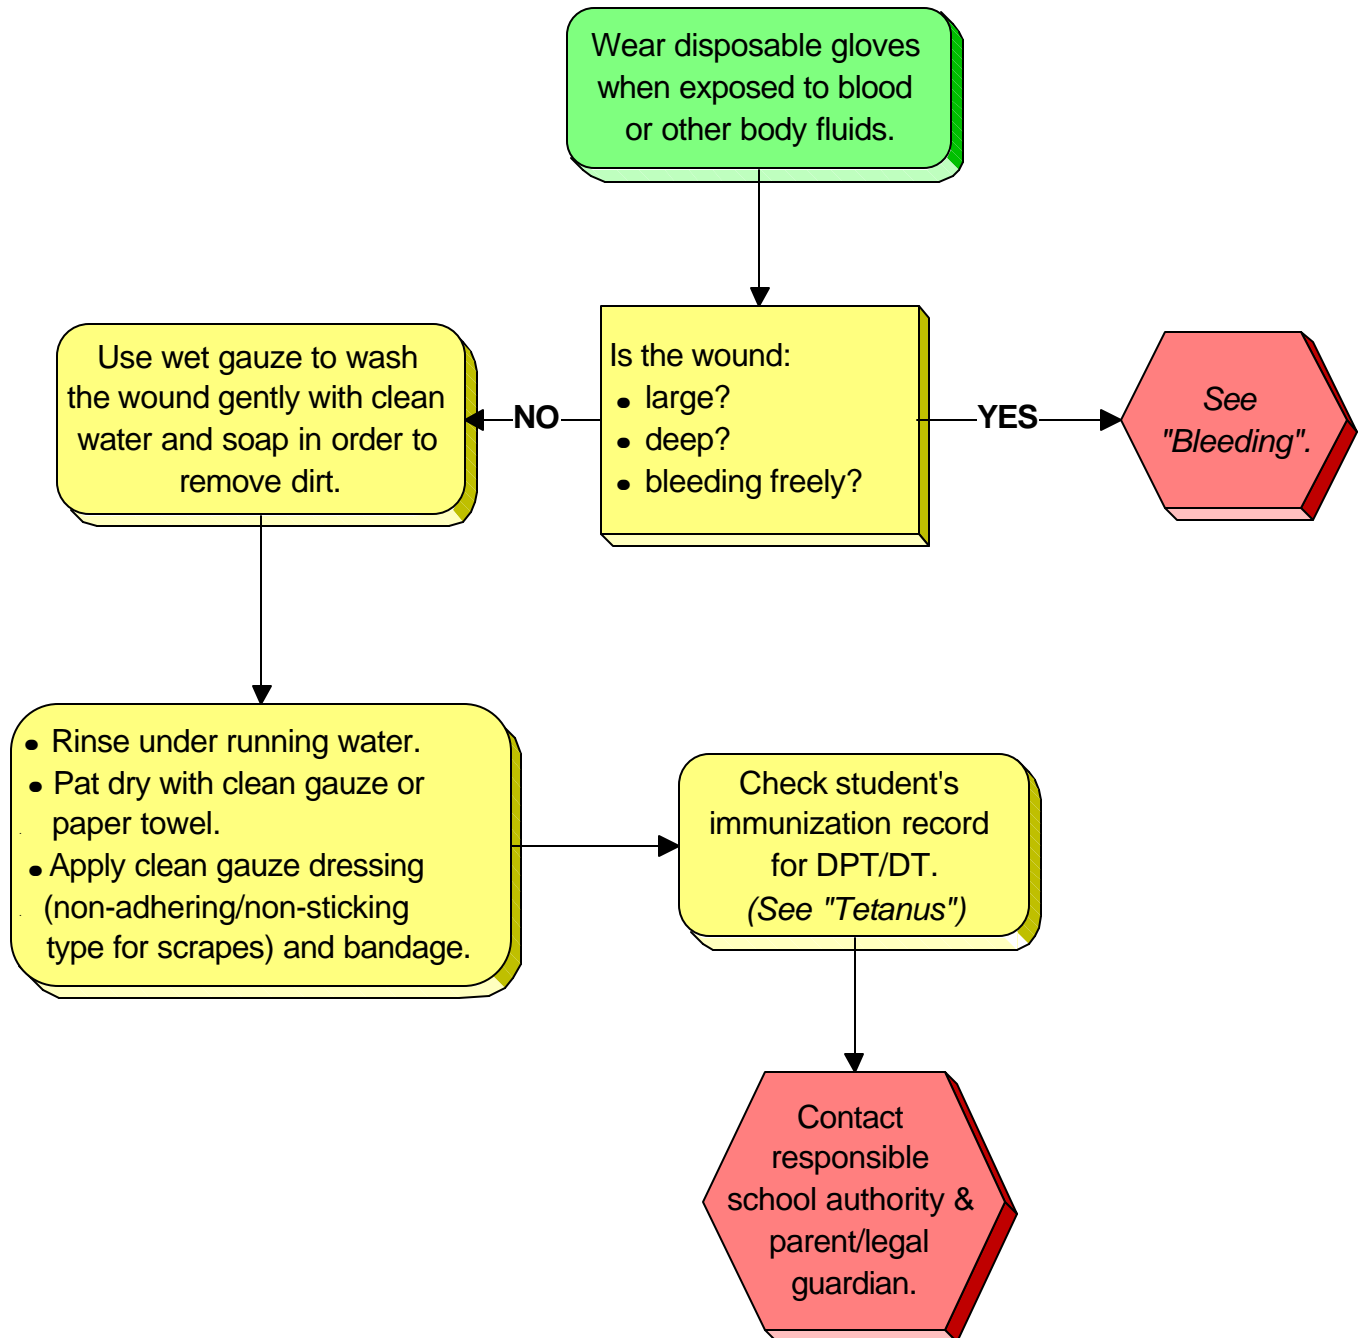 Wear disposable gloves
when exposed to blood
or other body fluids.
Use wet gauze to wash
the wound gently with clean
water and soap in order to
remove dirt.
NO
Is the wound:
• large?
• deep?
• bleeding freely?
YES
See
"Bleeding".
• Rinse under running water.
• Pat dry with clean gauze or
paper towel.
• Apply clean gauze dressing
(non-adhering/non-sticking
type for scrapes) and bandage.
Check student's
immunization record
for DPT/DT.
(See "Tetanus")
Contact
responsible
school authority &
parent/legal
guardian.